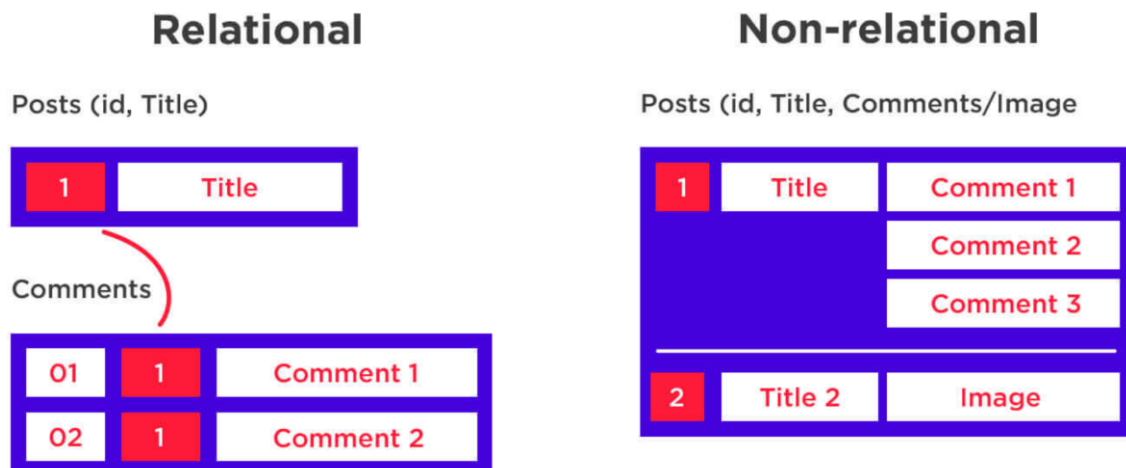 Relational
Posts (id, Title)
1 Title
Comments
01 1 Comment 1
02 1 Comment 2
Non-relational
Posts (id, Title, Comments/Image
1 Title Comment 1
Comment 2
Comment 3
2 Title 2 Image